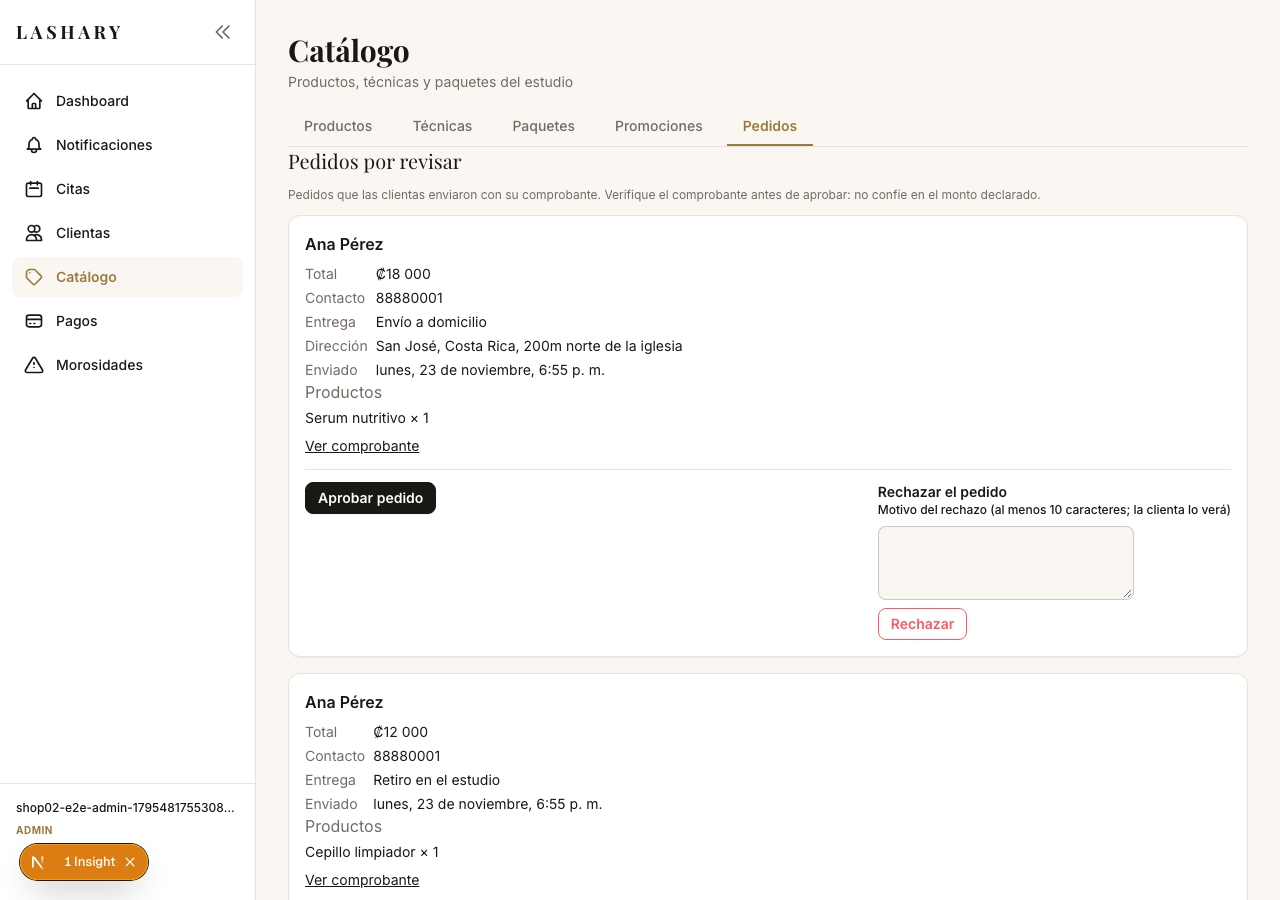 LASHARY
Dashboard
Notificaciones
Citas
Clientas
Catálogo
Pagos
Morosidades
shop02-e2e-admin-1795481755308...
ADMIN
1 Insight
Catálogo
Productos, técnicas y paquetes del estudio
Productos Técnicas Paquetes Promociones Pedidos
Pedidos por revisar
Pedidos que las clientas enviaron con su comprobante. Verifique el comprobante antes de aprobar: no confíe en el monto declarado.
Ana Pérez
Total ₡18 000
Contacto 88880001
Entrega Envío a domicilio
Dirección San José, Costa Rica, 200m norte de la iglesia
Enviado lunes, 23 de noviembre, 6:55 p. m.
Productos
Serum nutritivo × 1
Ver comprobante
Aprobar pedido
Rechazar el pedido
Motivo del rechazo (al menos 10 caracteres; la clienta lo verá)
Rechazar
Ana Pérez
Total ₡12 000
Contacto 88880001
Entrega Retiro en el estudio
Enviado lunes, 23 de noviembre, 6:55 p. m.
Productos
Cepillo limpiador × 1
Ver comprobante